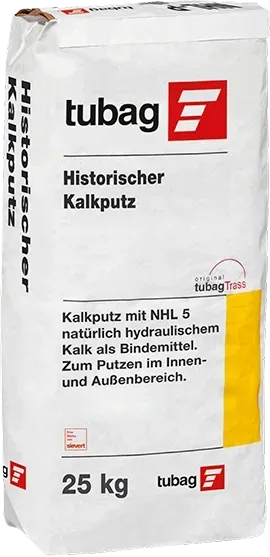 tubag
Historischer
Kalkputz
original
tubagTrass
Kalkputz mit NHL 5
natürlich hydraulischem
Kalk als Bindemittel.
Zum Putzen im Innen-
und Außenbereich.
sievert
25 kg
tubag
Historischer
Kalkputz